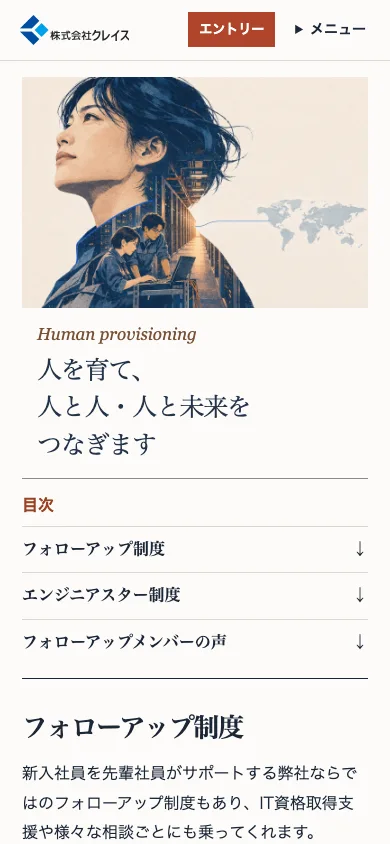 株式会社クレイス
エントリー
▶ メニュー
Human provisioning
人を育て、
人と人・人と未来を
つなぎます
目次
フォローアップ制度 ↓
エンジニアスター制度 ↓
フォローアップメンバーの声 ↓
フォローアップ制度
新入社員を先輩社員がサポートする弊社ならで
はのフォローアップ制度もあり、IT資格取得支
援や様々な相談ごとにも乗ってくれます。